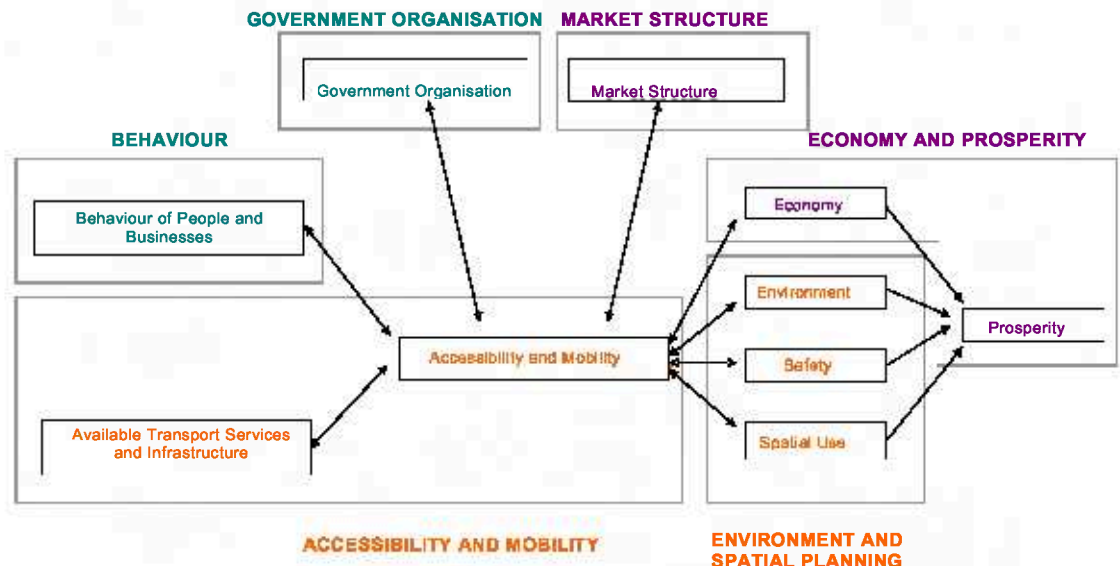 GOVERNMENT ORGANISATION
MARKET STRUCTURE
Government Organisation
Market Structure
BEHAVIOUR
ECONOMY AND PROSPERITY
Behaviour of People and
Businesses
Economy
Environment
Prosperity
Accessibility and Mobility
Safety
Available Transport Services
and Infrastructure
Spatial Use
ACCESSIBILITY AND MOBILITY
ENVIRONMENT AND
SPATIAL PLANNING